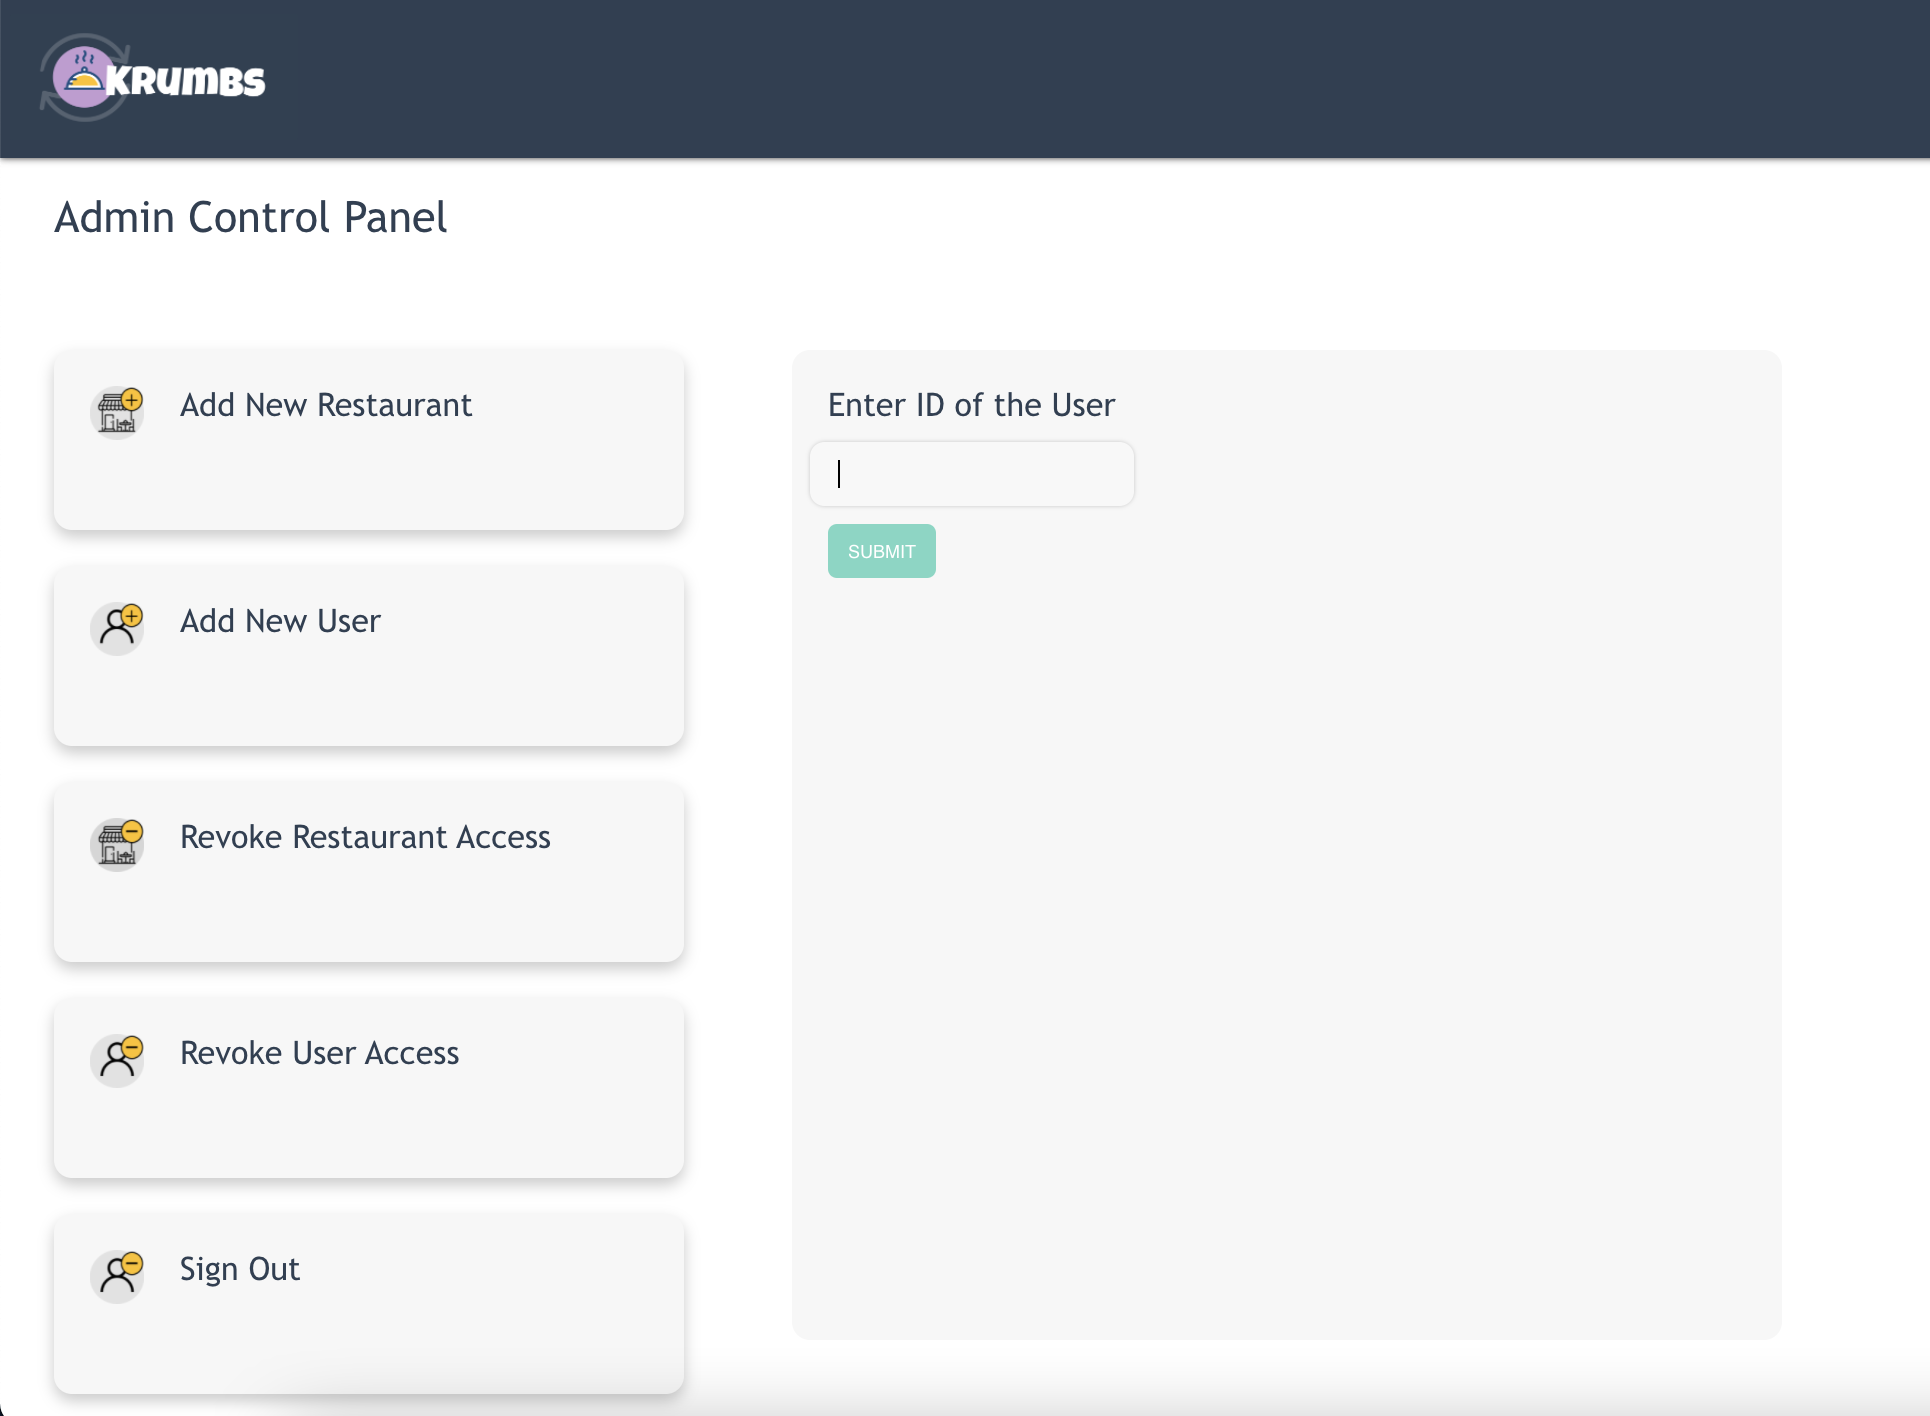 KRUMBS
Admin Control Panel
Add New Restaurant
Add New User
Revoke Restaurant Access
Revoke User Access
Sign Out
Enter ID of the User
SUBMIT